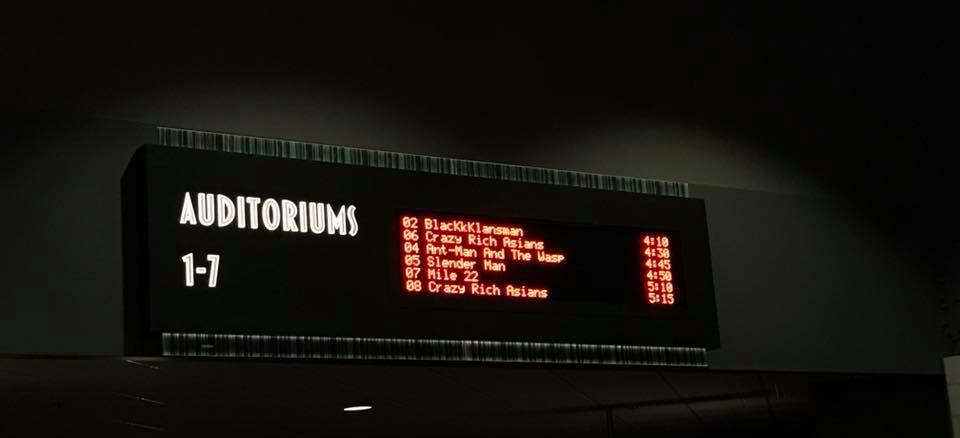 AUDITORIUMS
1-7
02 BlacKkKlansman 4:10
06 Crazy Rich Asians 4:30
04 Ant-Man And The Wasp 4:45
05 Slender Man 4:50
07 Mile 22 5:10
08 Crazy Rich Asians 5:15